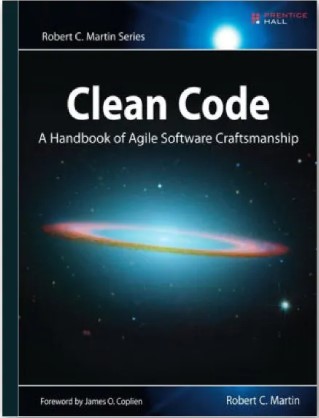 PRENTICE
HALL
Robert C. Martin Series
Clean Code
A Handbook of Agile Software Craftsmanship
Foreword by James O. Coplien
Robert C. Martin